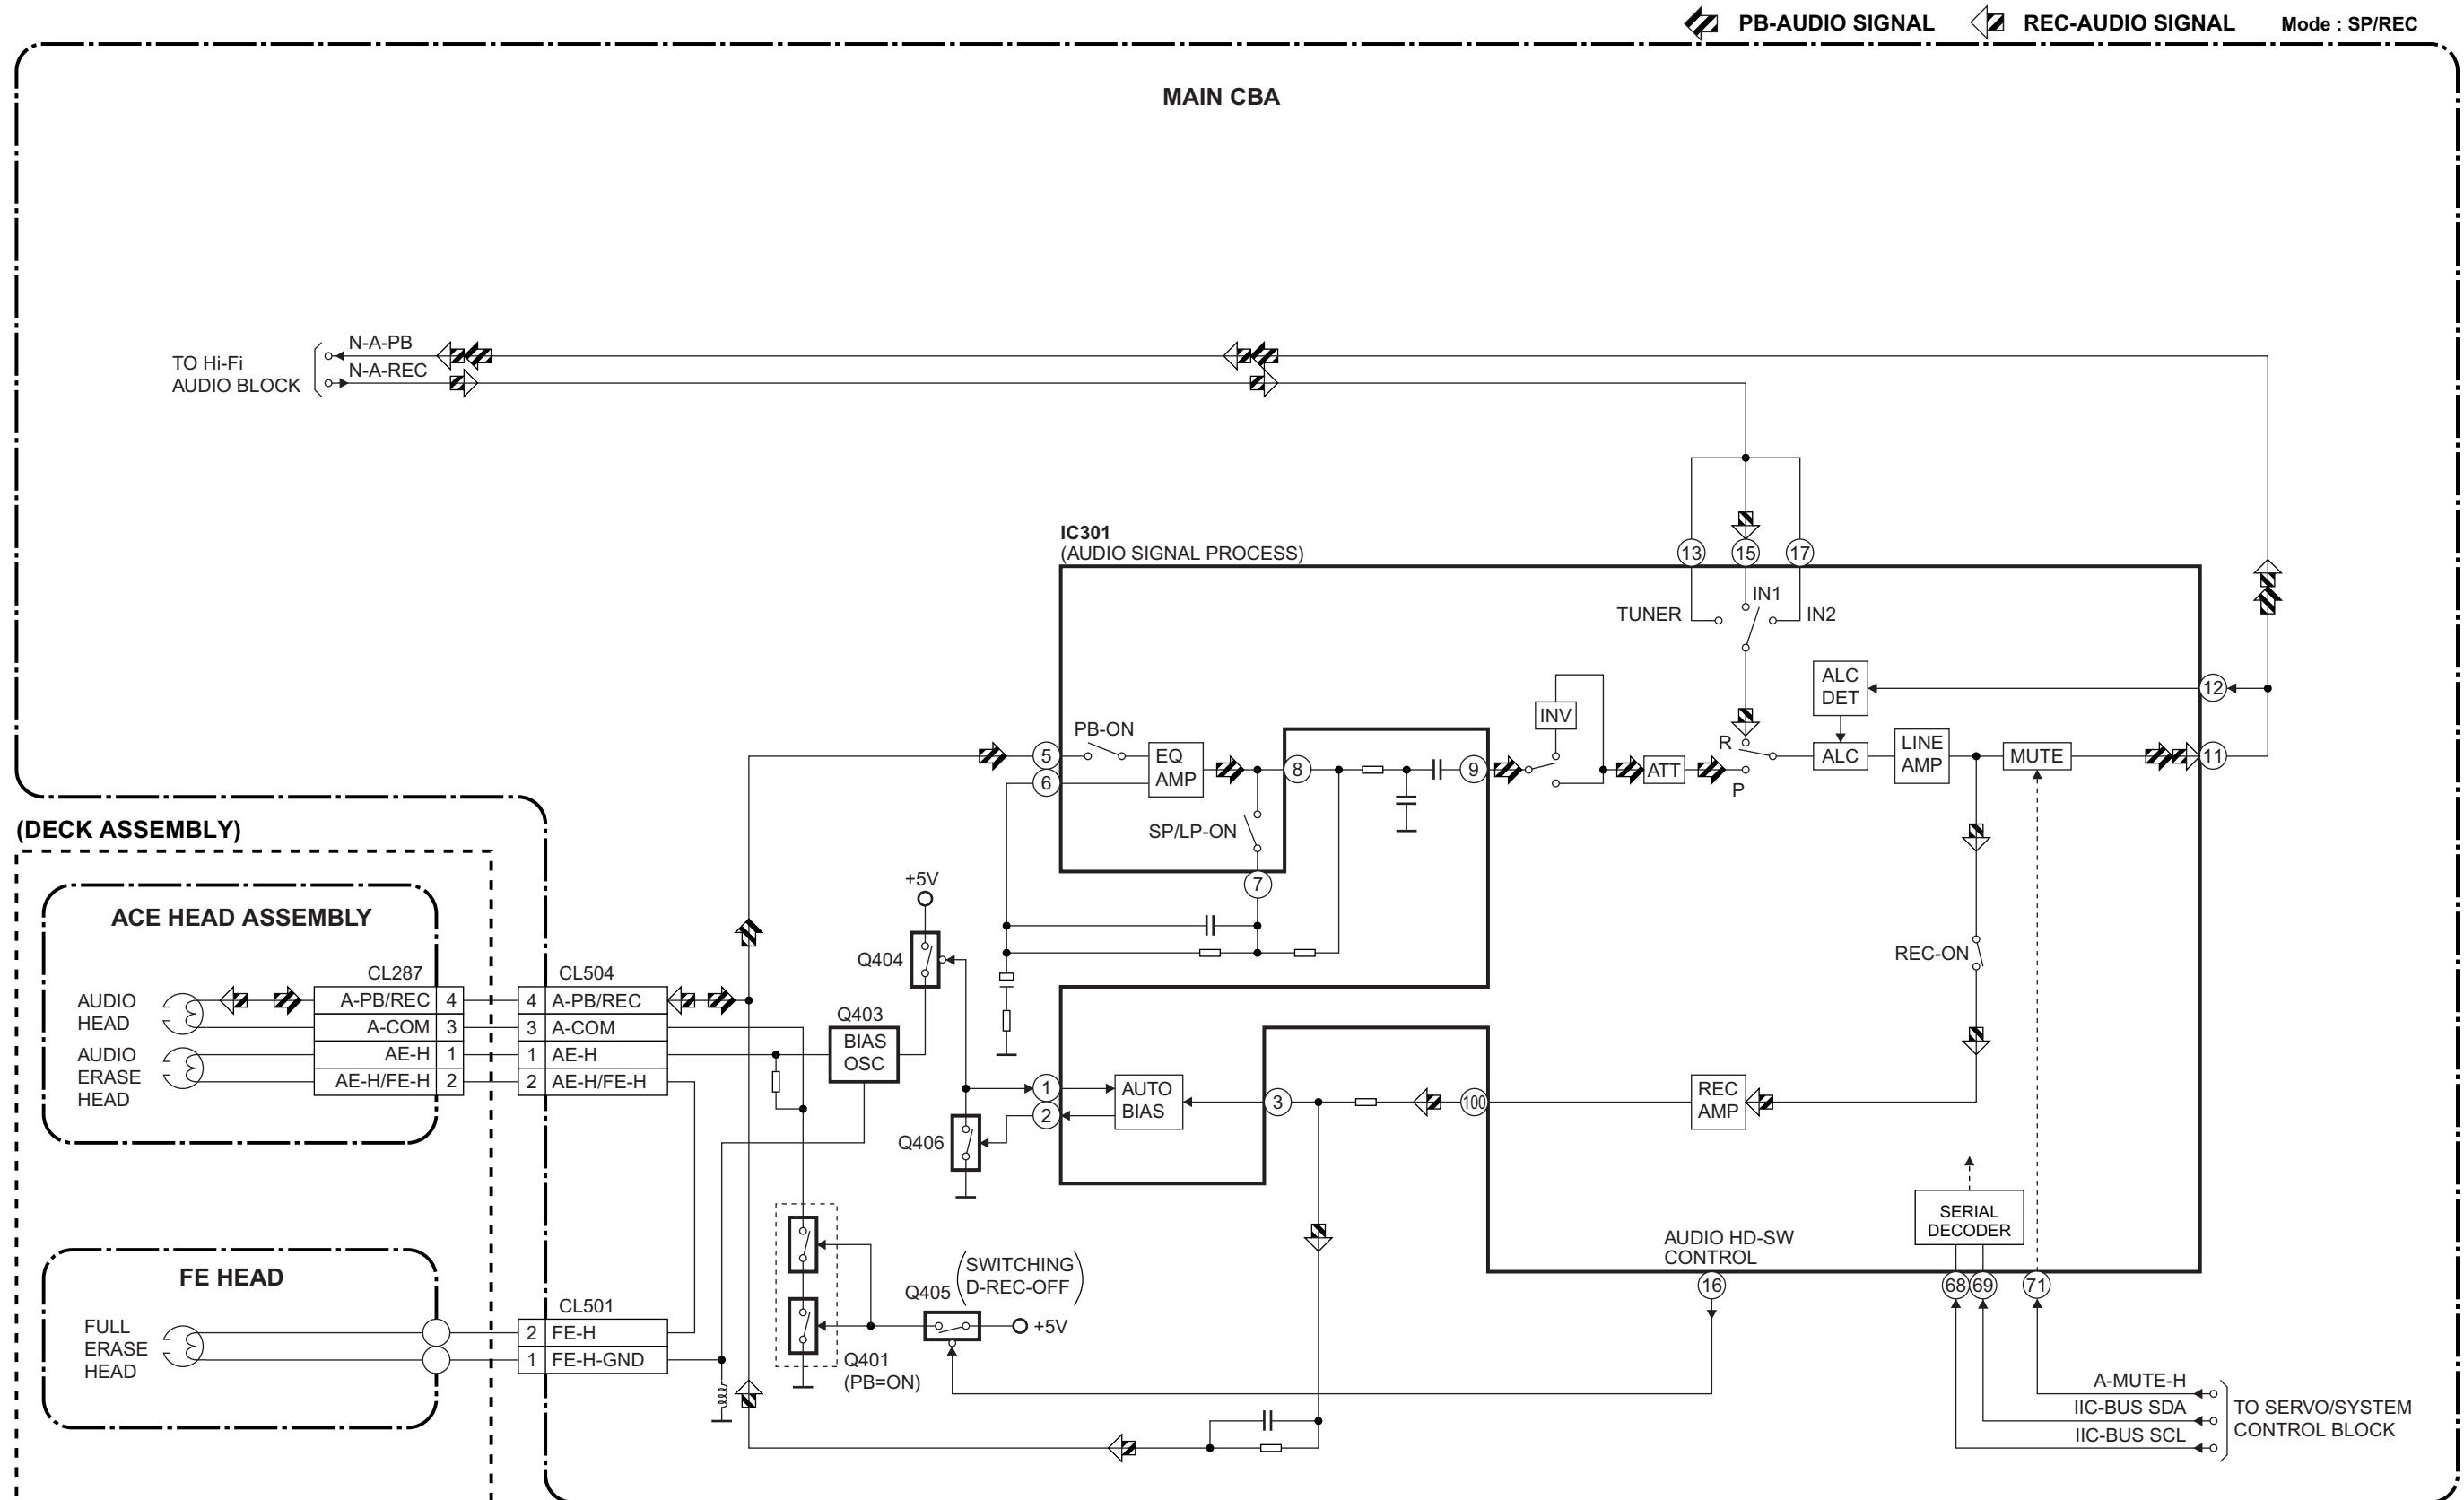 PB-AUDIO SIGNAL
REC-AUDIO SIGNAL
Mode : SP/REC
MAIN CBA
TO Hi-Fi
AUDIO BLOCK
N-A-PB
N-A-REC
IC301
(AUDIO SIGNAL PROCESS)
13
15
17
TUNER
IN1
IN2
ALC
DET
12
INV
PB-ON
5
6
EQ
AMP
8
9
ATT
R
P
ALC
LINE
AMP
MUTE
11
SP/LP-ON
7
(DECK ASSEMBLY)
ACE HEAD ASSEMBLY
+5V
Q404
REC-ON
CL287
CL504
AUDIO
HEAD
A-PB/REC 4
4 A-PB/REC
A-COM 3
3 A-COM
AUDIO
ERASE
HEAD
AE-H 1
1 AE-H
AE-H/FE-H 2
2 AE-H/FE-H
Q403
BIAS
OSC
1
2
AUTO
BIAS
3
100
REC
AMP
Q406
SERIAL
DECODER
AUDIO HD-SW
CONTROL
16
68
69
71
FE HEAD
FULL
ERASE
HEAD
CL501
2 FE-H
1 FE-H-GND
Q405
(SWITCHING
D-REC-OFF)
+5V
Q401
(PB=ON)
A-MUTE-H
IIC-BUS SDA
IIC-BUS SCL
TO SERVO/SYSTEM
CONTROL BLOCK